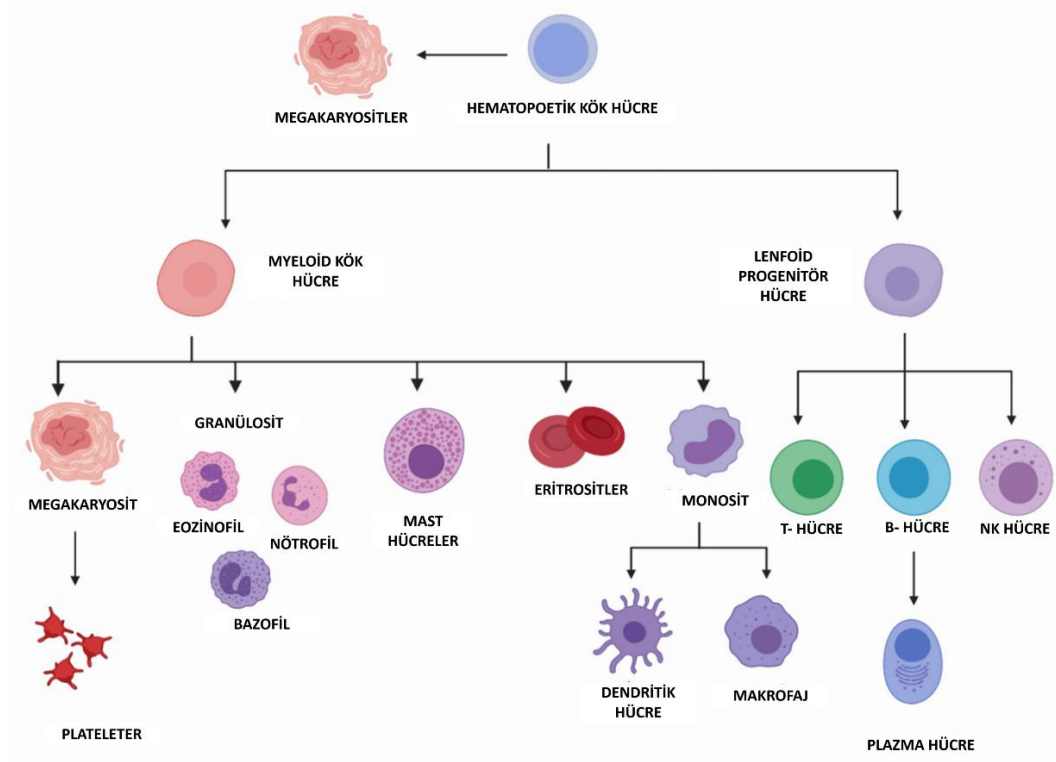 MEGAKARYOSİTLER
HEMATOPOETİK KÖK HÜCRE
MYELOİD KÖK
HÜCRE
LENFOİD
PROGENİTÖR
HÜCRE
MEGAKARYOSİT
GRANÜLOSİT
EOZİNOFİL
NÖTROFİL
BAZOFİL
MAST
HÜCRELER
ERİTROSİTLER
MONOSİT
T- HÜCRE
B- HÜCRE
NK HÜCRE
PLATELETER
DENDRİTİK
HÜCRE
MAKROFAJ
PLAZMA HÜCRE